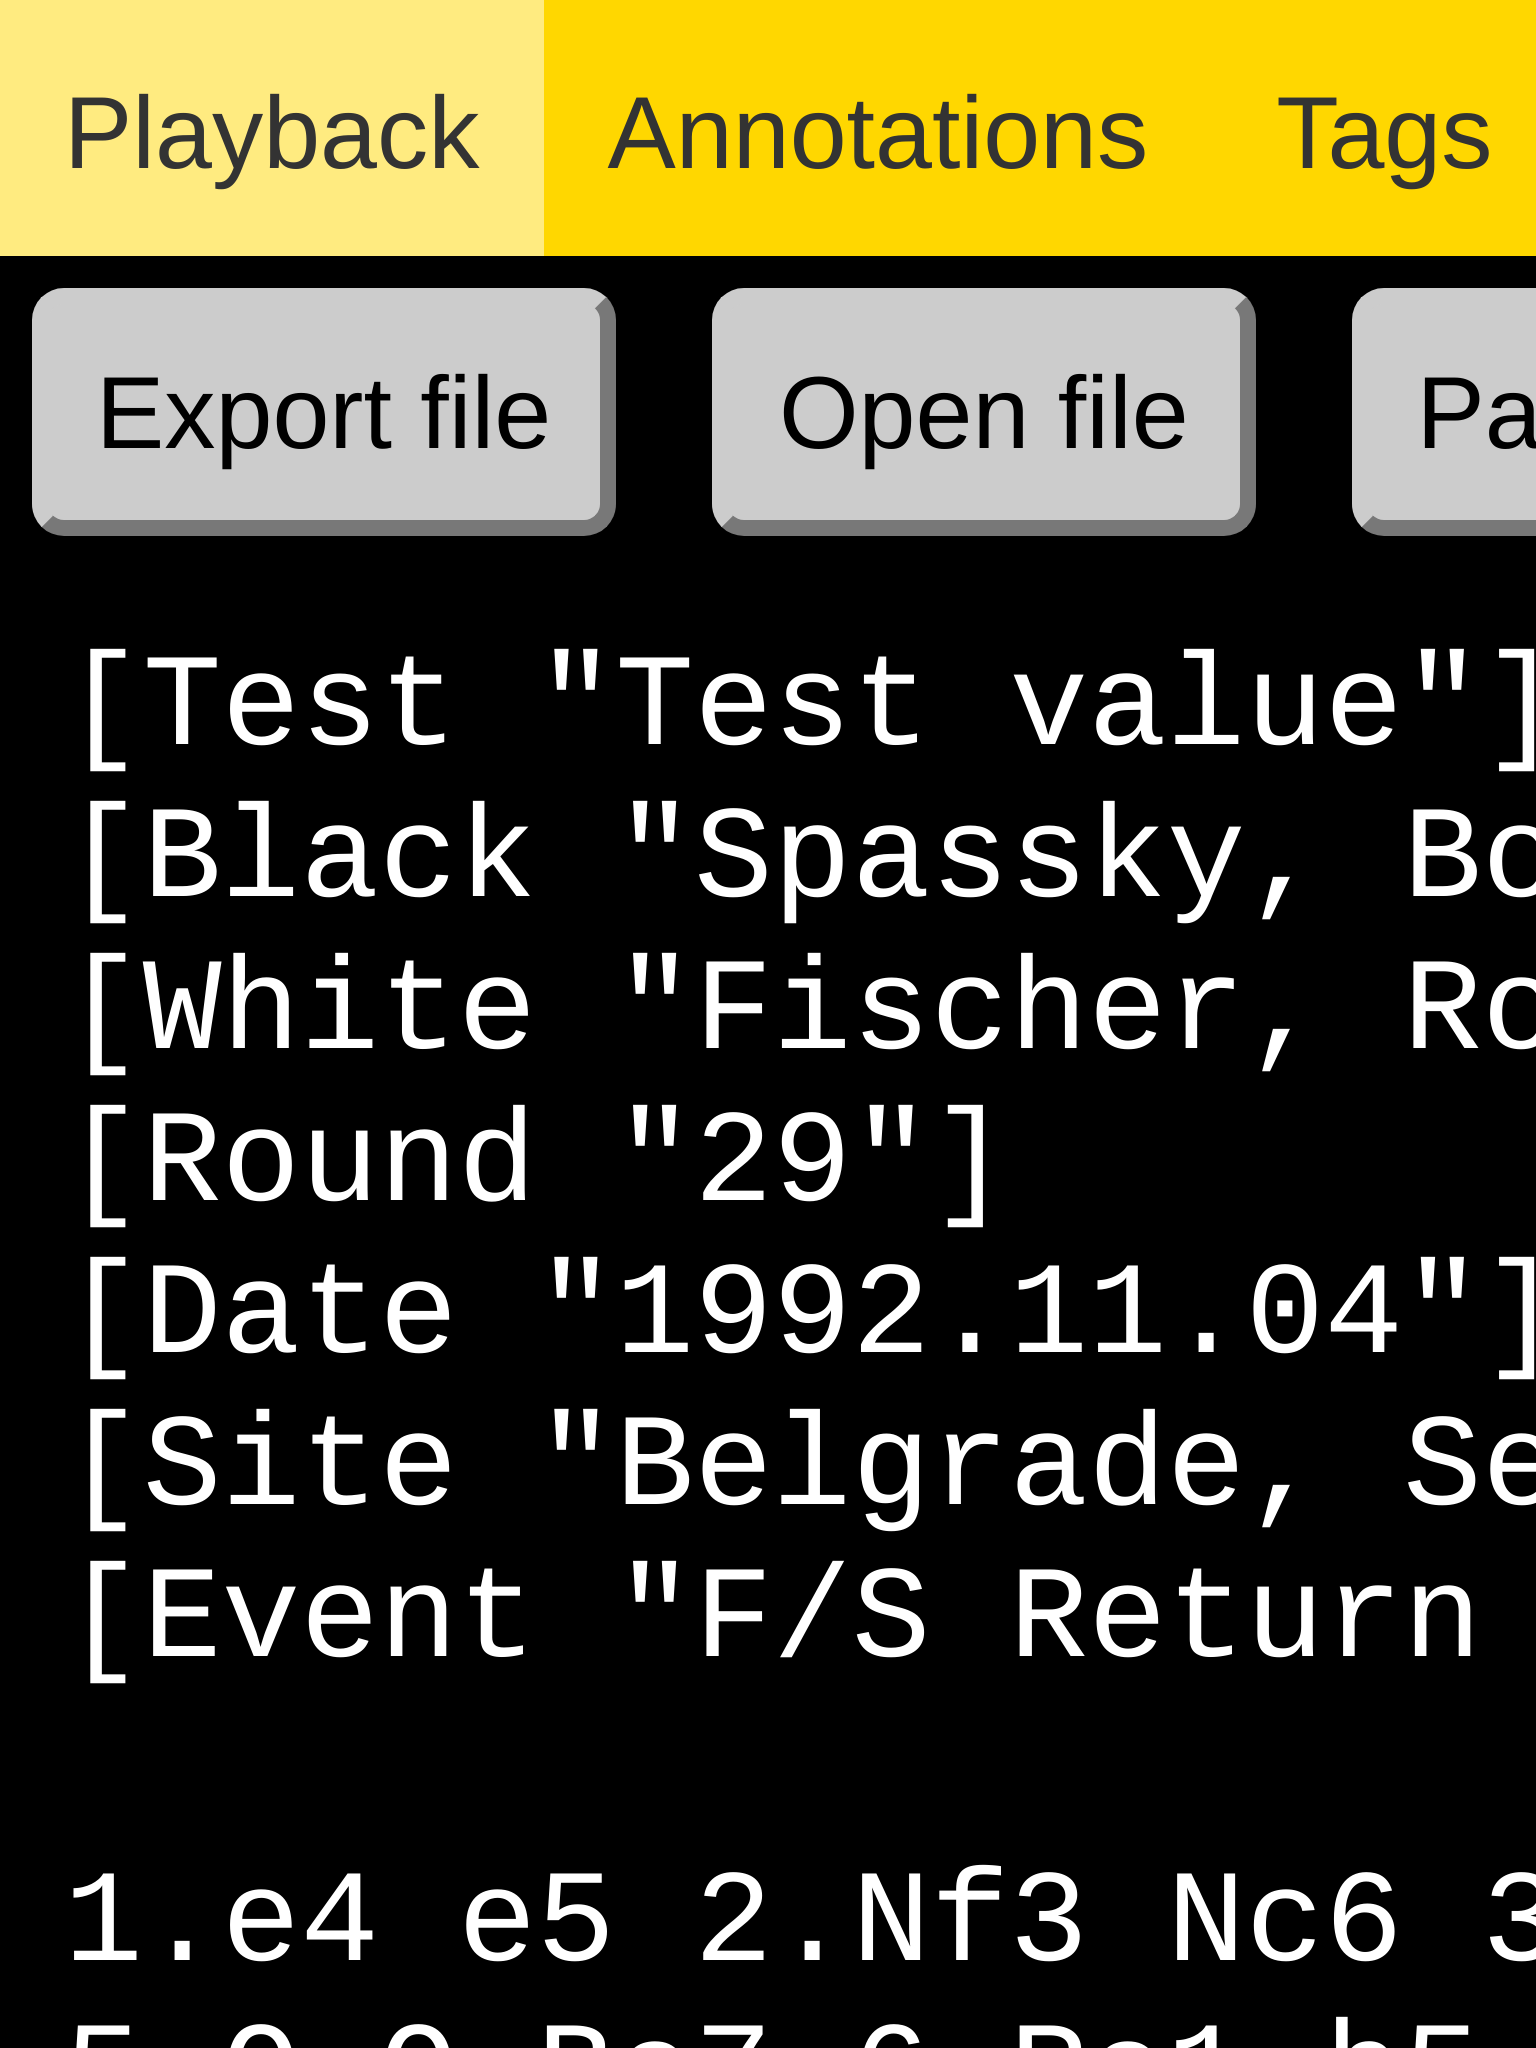 Playback Annotations Tags
Export file Open file Pa
[Test "Test value"]
[Black "Spassky, Bo
[White "Fischer, Ro
[Round "29"]
[Date "1992.11.04"]
[Site "Belgrade, Se
[Event "F/S Return
1.e4 e5 2.Nf3 Nc6 3